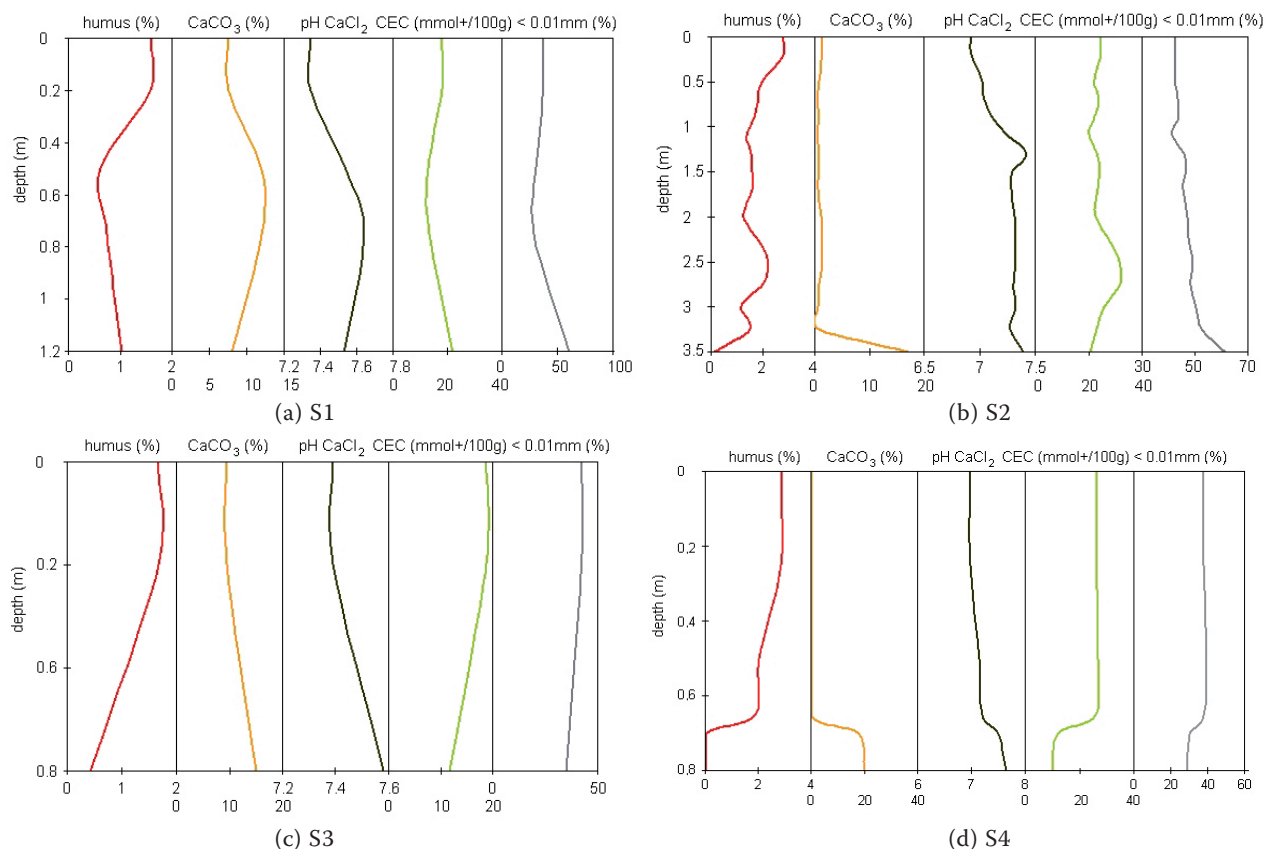 humus (%) CaCO3 (%) pH CaCl2 CEC (mmol+/100g) < 0.01mm (%)
0
0.2
0.4
0.6
0.8
1
1.2
depth (m)
0 1 2 7.2 7.4 7.6 7.8 0 50 100
0 5 10 15 0 20 40
(a) S1
humus (%) CaCO3 (%) pH CaCl2 CEC (mmol+/100g) < 0.01mm (%)
0
0.5
1
1.5
2
2.5
3
3.5
depth (m)
0 2 4 6.5 7 7.5 30 50 70
0 10 20 0 20 40
(b) S2
humus (%) CaCO3 (%) pH CaCl2 CEC (mmol+/100g) < 0.01mm (%)
0
0.2
0.6
0.8
depth (m)
0 1 2 7.2 7.4 7.6 0 50
0 10 20 0 10 20
(c) S3
humus (%) CaCO3 (%) pH CaCl2 CEC (mmol+/100g) < 0.01mm (%)
0
0,2
0.4
0.6
0.8
depth (m)
0 2 4 6 7 8 0 20 40 60
0 20 40 0 20 40
(d) S4